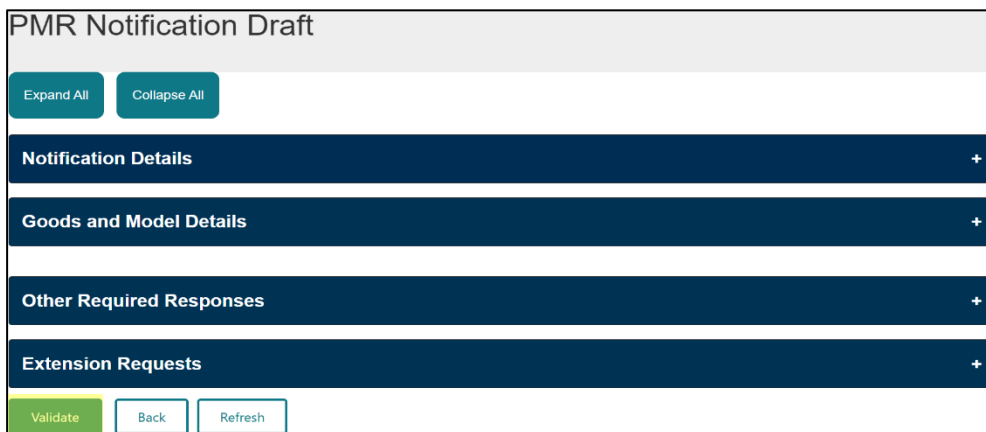 PMR Notification Draft
Expand All Collapse All
Notification Details +
Goods and Model Details +
Other Required Responses +
Extension Requests +
Validate Back Refresh